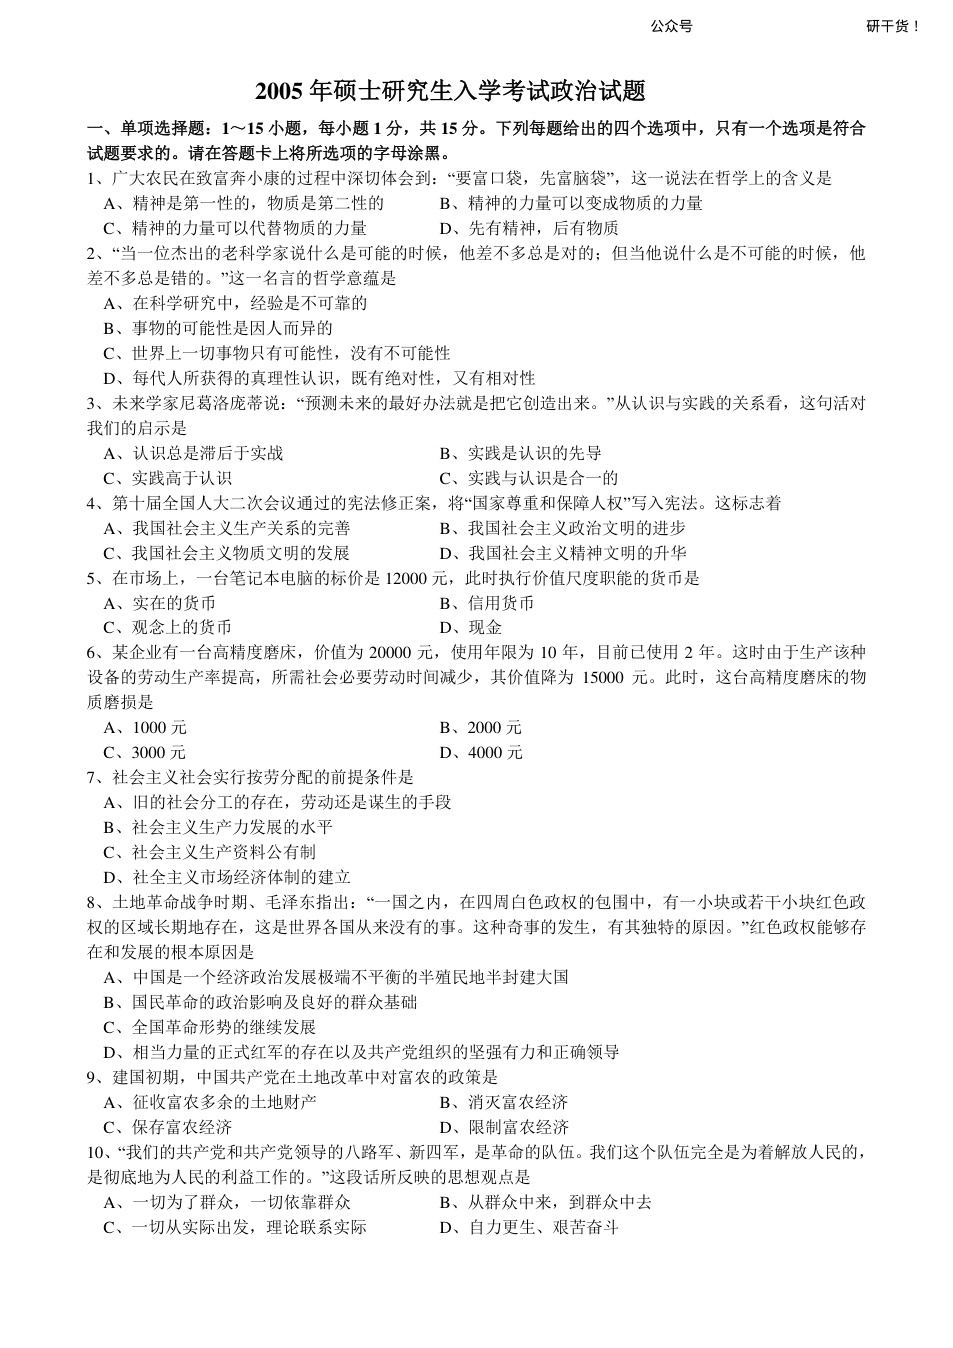 公众号 研干货！
2005 年硕士研究生入学考试政治试题
一、单项选择题：1～15 小题，每小题 1 分，共 15 分。下列每题给出的四个选项中，只有一个选项是符合
试题要求的。请在答题卡上将所选项的字母涂黑。
1、广大农民在致富奔小康的过程中深切体会到：“要富口袋，先富脑袋”，这一说法在哲学上的含义是
A、精神是第一性的，物质是第二性的 B、精神的力量可以变成物质的力量
C、精神的力量可以代替物质的力量 D、先有精神，后有物质
2、“当一位杰出的老科学家说什么是可能的时候，他差不多总是对的；但当他说什么是不可能的时候，他
差不多总是错的。”这一名言的哲学意蕴是
A、在科学研究中，经验是不可靠的
B、事物的可能性是因人而异的
C、世界上一切事物只有可能性，没有不可能性
D、每代人所获得的真理性认识，既有绝对性，又有相对性
3、未来学家尼葛洛庞蒂说：“预测未来的最好办法就是把它创造出来。”从认识与实践的关系看，这句活对
我们的启示是
A、认识总是滞后于实战 B、实践是认识的先导
C、实践高于认识 C、实践与认识是合一的
4、第十届全国人大二次会议通过的宪法修正案，将“国家尊重和保障人权”写入宪法。这标志着
A、我国社会主义生产关系的完善 B、我国社会主义政治文明的进步
C、我国社会主义物质文明的发展 D、我国社会主义精神文明的升华
5、在市场上，一台笔记本电脑的标价是 12000 元，此时执行价值尺度职能的货币是
A、实在的货币 B、信用货币
C、观念上的货币 D、现金
6、某企业有一台高精度磨床，价值为 20000 元，使用年限为 10 年，目前已使用 2 年。这时由于生产该种
设备的劳动生产率提高，所需社会必要劳动时间减少，其价值降为 15000 元。此时，这台高精度磨床的物
质磨损是
A、1000 元 B、2000 元
C、3000 元 D、4000 元
7、社会主义社会实行按劳分配的前提条件是
A、旧的社会分工的存在，劳动还是谋生的手段
B、社会主义生产力发展的水平
C、社会主义生产资料公有制
D、社全主义市场经济体制的建立
8、土地革命战争时期、毛泽东指出：“一国之内，在四周白色政权的包围中，有一小块或若干小块红色政
权的区域长期地存在，这是世界各国从来没有的事。这种奇事的发生，有其独特的原因。”红色政权能够存
在和发展的根本原因是
A、中国是一个经济政治发展极端不平衡的半殖民地半封建大国
B、国民革命的政治影响及良好的群众基础
C、全国革命形势的继续发展
D、相当力量的正式红军的存在以及共产党组织的坚强有力和正确领导
9、建国初期，中国共产党在土地改革中对富农的政策是
A、征收富农多余的土地财产 B、消灭富农经济
C、保存富农经济 D、限制富农经济
10、“我们的共产党和共产党领导的八路军、新四军，是革命的队伍。我们这个队伍完全是为着解放人民的，
是彻底地为人民的利益工作的。”这段话所反映的思想观点是
A、一切为了群众，一切依靠群众 B、从群众中来，到群众中去
C、一切从实际出发，理论联系实际 D、自力更生、艰苦奋斗